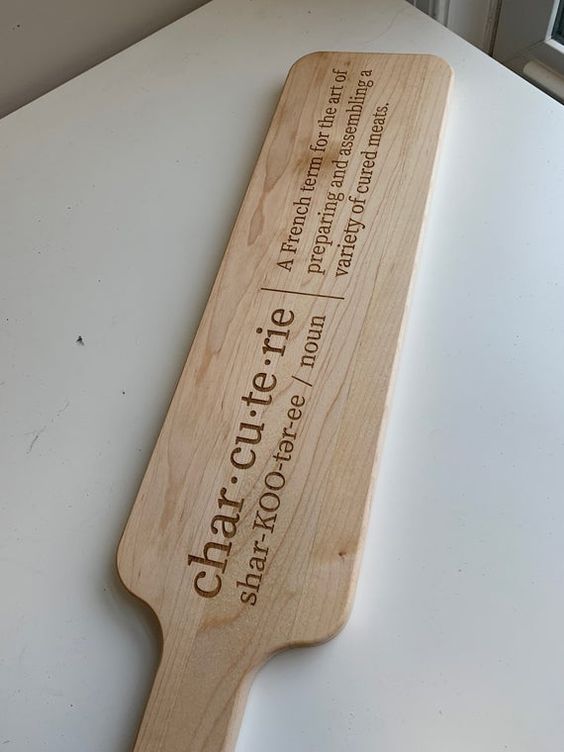 char·cu·te·rie
shar-KOO-tər-ee / noun
A French term for the art of
preparing and assembling a
variety of cured meats.